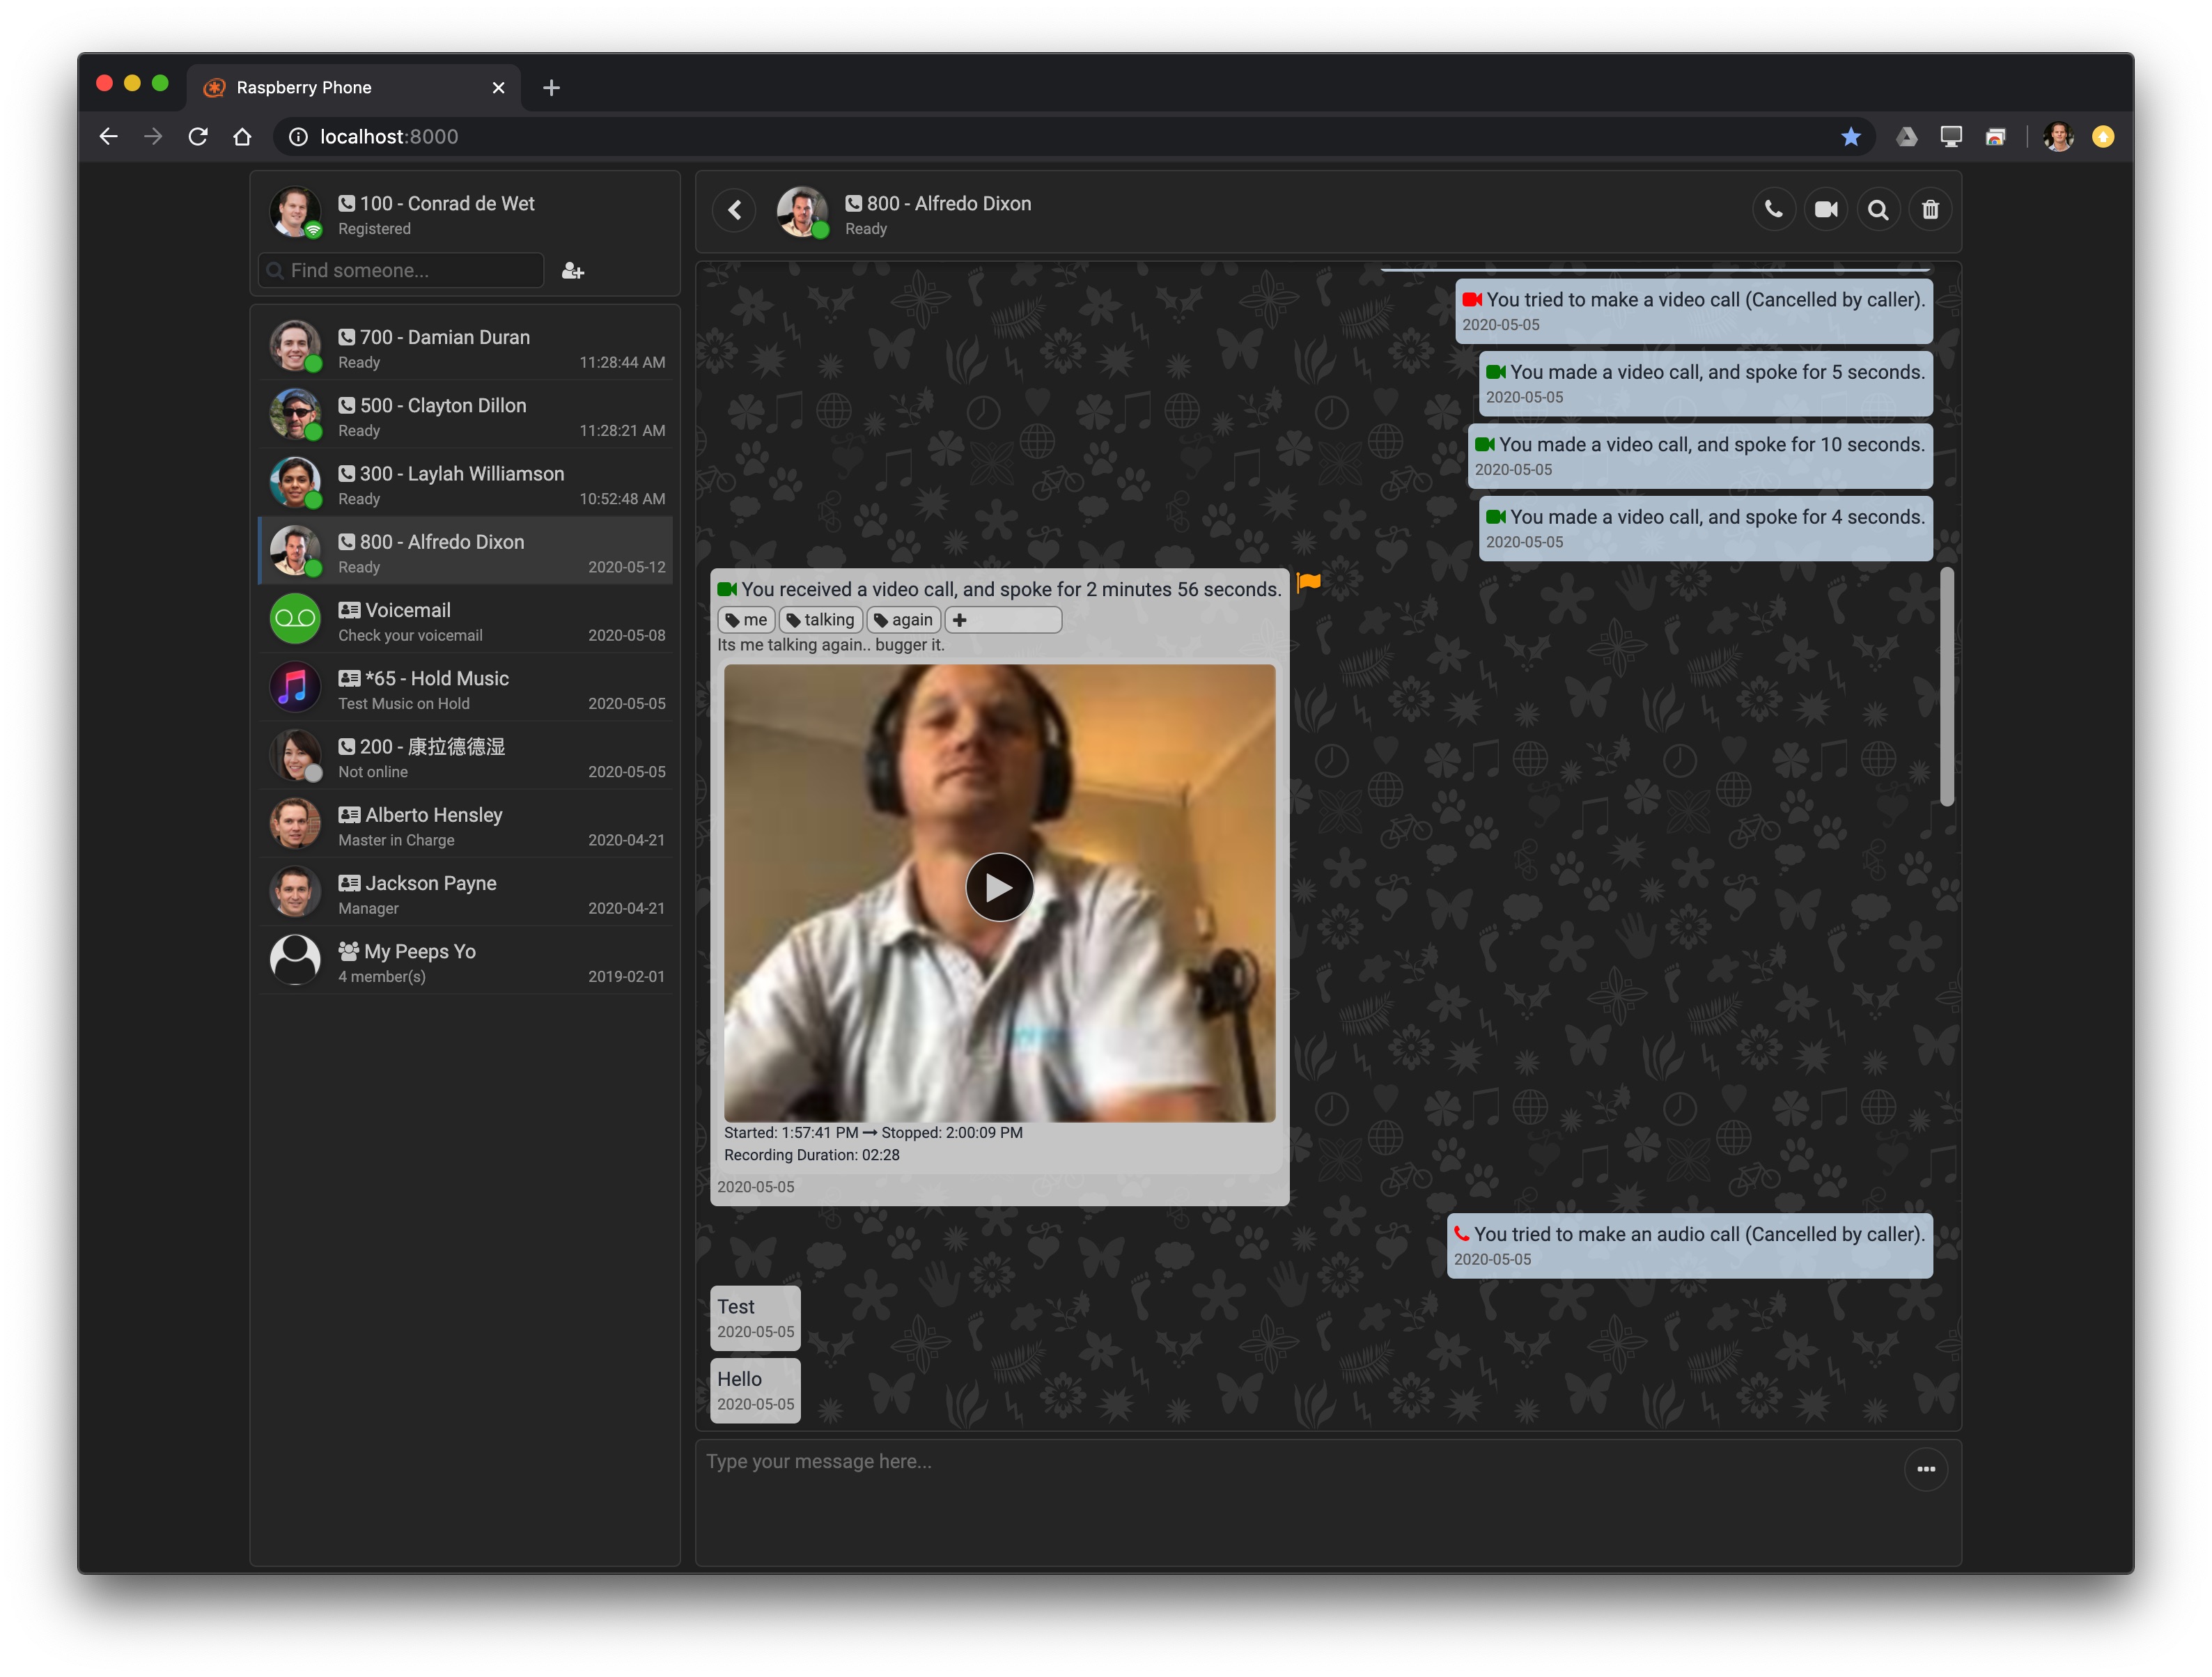 Raspberry Phone
localhost:8000
100 - Conrad de Wet
Registered
Find someone...
700 - Damian Duran
Ready 11:28:44 AM
500 - Clayton Dillon
Ready 11:28:21 AM
300 - Laylah Williamson
Ready 10:52:48 AM
800 - Alfredo Dixon
Ready 2020-05-12
Voicemail
Check your voicemail 2020-05-08
*65 - Hold Music
Test Music on Hold 2020-05-05
200 - 康拉德德湿
Not online 2020-05-05
Alberto Hensley
Master in Charge 2020-04-21
Jackson Payne
Manager 2020-04-21
My Peeps Yo
4 member(s) 2019-02-01
800 - Alfredo Dixon
Ready
You tried to make a video call (Cancelled by caller).
2020-05-05
You made a video call, and spoke for 5 seconds.
2020-05-05
You made a video call, and spoke for 10 seconds.
2020-05-05
You made a video call, and spoke for 4 seconds.
2020-05-05
You received a video call, and spoke for 2 minutes 56 seconds.
me talking again
Its me talking again.. bugger it.
Started: 1:57:41 PM → Stopped: 2:00:09 PM
Recording Duration: 02:28
2020-05-05
You tried to make an audio call (Cancelled by caller).
2020-05-05
Test
2020-05-05
Hello
2020-05-05
Type your message here...